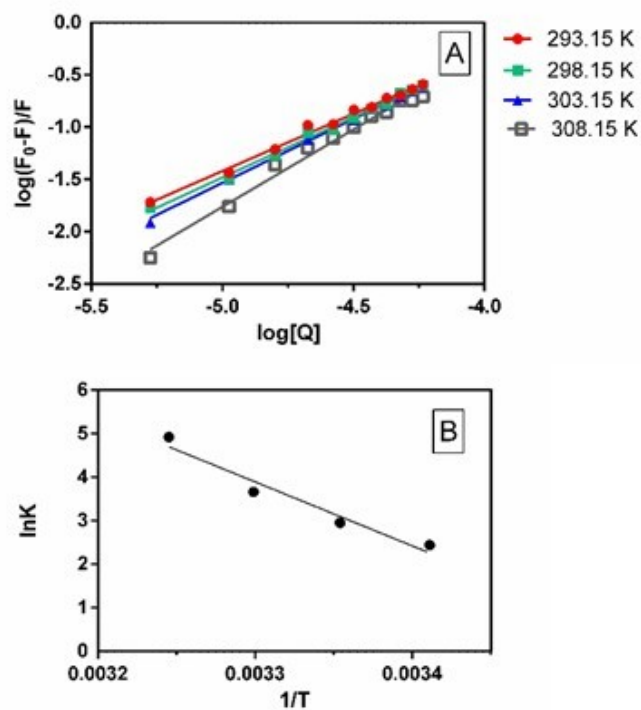 A
293.15 K
298.15 K
303.15 K
308.15 K
log(F₀-F)/F
0.0
-0.5
-1.0
-1.5
-2.0
-2.5
-5.5
-5.0
-4.5
-4.0
log[Q]
B
lnK
6
5
4
3
2
1
0
0.0032
0.0033
0.0034
1/T